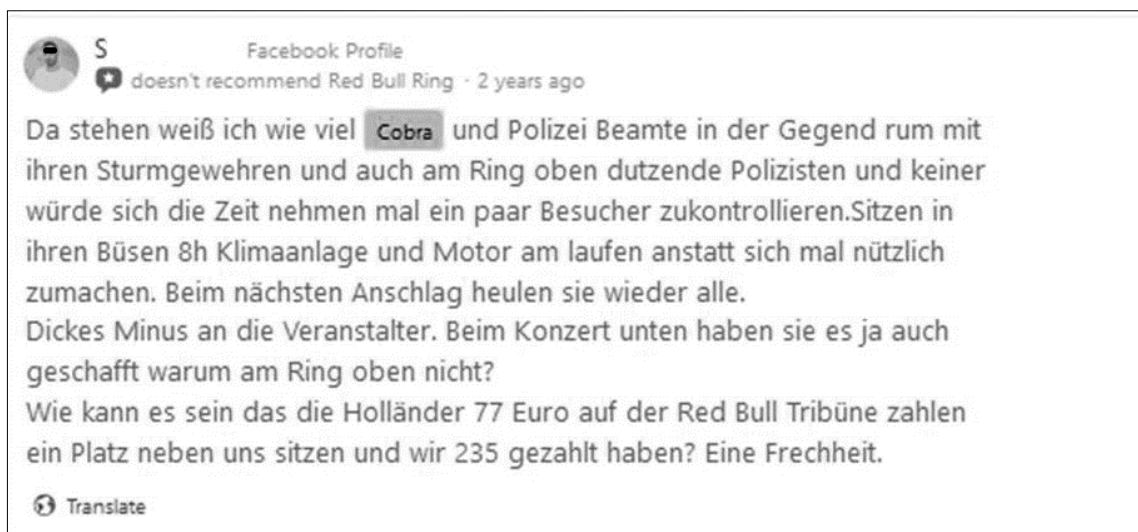 S Facebook Profile
doesn't recommend Red Bull Ring · 2 years ago
Da stehen weiß ich wie viel Cobra und Polizei Beamte in der Gegend rum mit
ihren Sturmgewehren und auch am Ring oben dutzende Polizisten und keiner
würde sich die Zeit nehmen mal ein paar Besucher zukontrollieren.Sitzen in
ihren Büsen 8h Klimaanlage und Motor am laufen anstatt sich mal nützlich
zumachen. Beim nächsten Anschlag heulen sie wieder alle.
Dickes Minus an die Veranstalter. Beim Konzert unten haben sie es ja auch
geschafft warum am Ring oben nicht?
Wie kann es sein das die Holländer 77 Euro auf der Red Bull Tribüne zahlen
ein Platz neben uns sitzen und wir 235 gezahlt haben? Eine Frechheit.
Translate